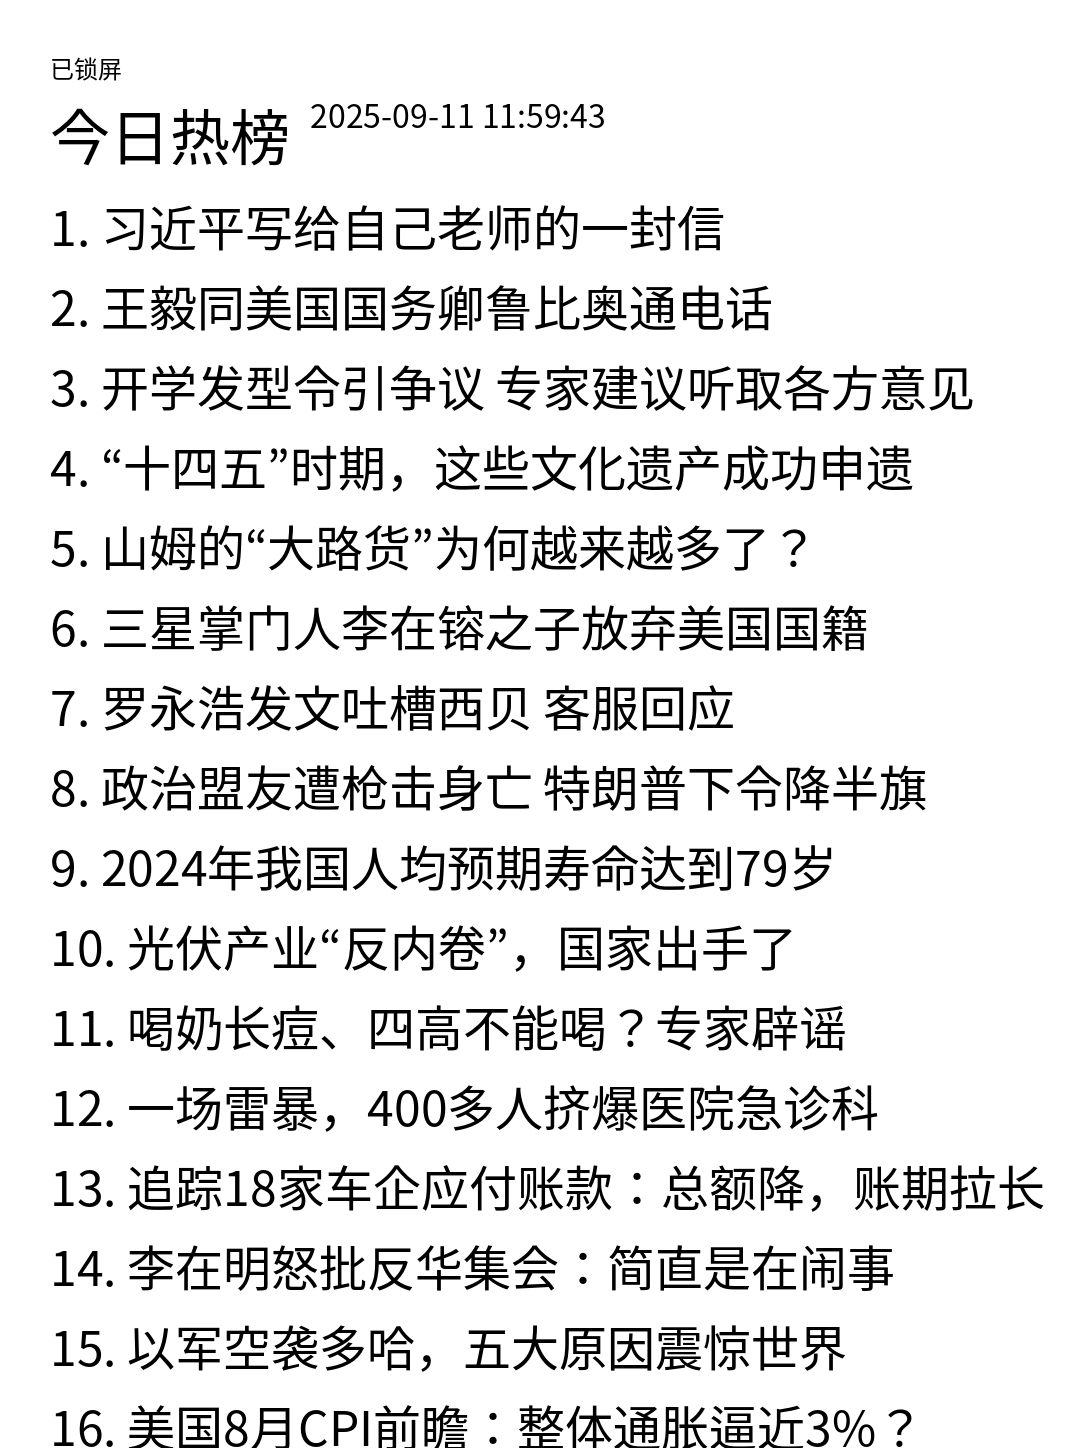 已锁屏
今日热榜 2025-09-11 11:59:43
1. 习近平写给自己老师的一封信
2. 王毅同美国国务卿鲁比奥通电话
3. 开学发型令引争议 专家建议听取各方意见
4. “十四五”时期，这些文化遗产成功申遗
5. 山姆的“大路货”为何越来越多了？
6. 三星掌门人李在镕之子放弃美国国籍
7. 罗永浩发文吐槽西贝 客服回应
8. 政治盟友遭枪击身亡 特朗普下令降半旗
9. 2024年我国人均预期寿命达到79岁
10. 光伏产业“反内卷”，国家出手了
11. 喝奶长痘、四高不能喝？专家辟谣
12. 一场雷暴，400多人挤爆医院急诊科
13. 追踪18家车企应付账款：总额降，账期拉长
14. 李在明怒批反华集会：简直是在闹事
15. 以军空袭多哈，五大原因震惊世界
16. 美国8月CPI前瞻：整体通胀逼近3%？